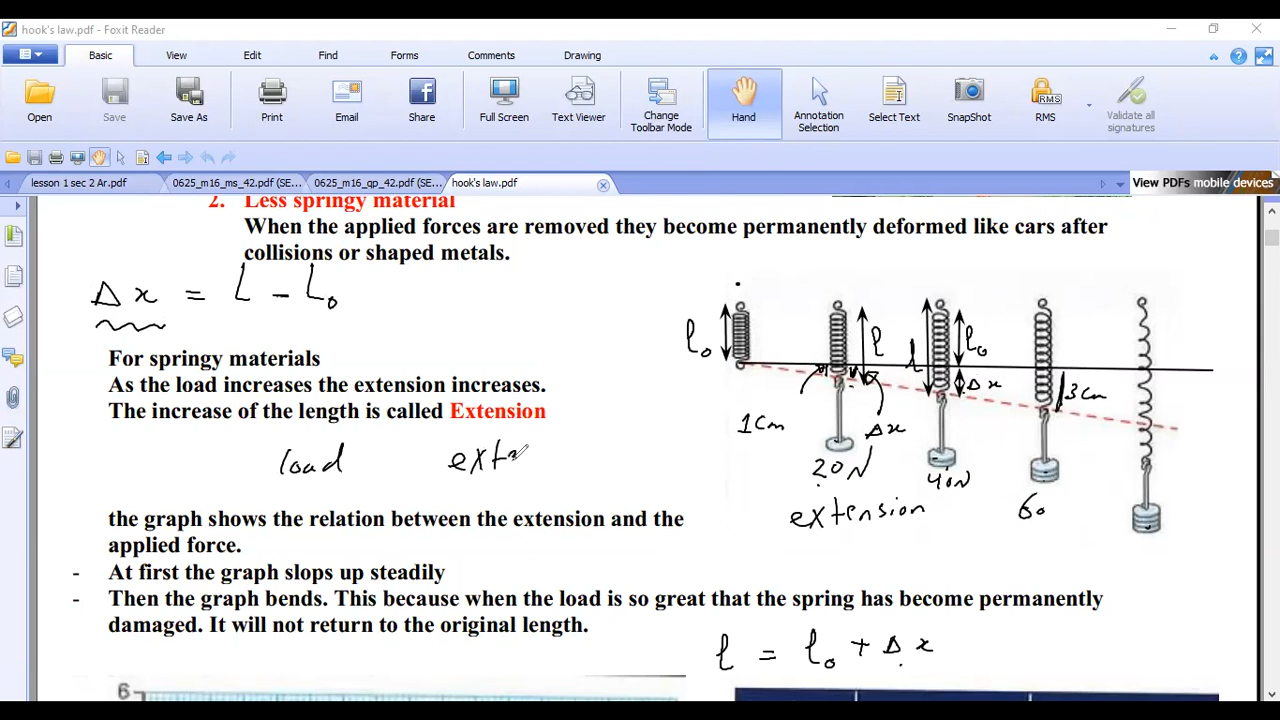 hook's law.pdf - Foxit Reader
Basic View Edit Find Forms Comments Drawing
Open Save Save As Print Email Share Full Screen Text Viewer Change Toolbar Mode Hand Annotation Selection Select Text SnapShot RMS Validate all signatures
lesson 1 sec 2 Ar.pdf 0625_m16_ms_42.pdf (SE... 0625_m16_qp_42.pdf (SE... hook's law.pdf View PDFs mobile devices
2. Less springy material
When the applied forces are removed they become permanently deformed like cars after
collisions or shaped metals.
Δx = L - L₀
For springy materials
As the load increases the extension increases.
The increase of the length is called Extension
load exte
l₀ l l l₀ Δx 3cm
1Cm Δx
20N 40N 60
extension
the graph shows the relation between the extension and the
applied force.
- At first the graph slops up steadily
- Then the graph bends. This because when the load is so great that the spring has become permanently
damaged. It will not return to the original length.
l = l₀ + Δx
6